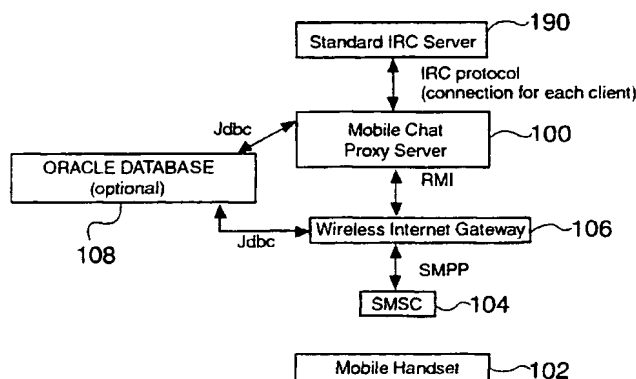 190
Standard IRC Server
IRC protocol
(connection for each client)
Jdbc
Mobile Chat
Proxy Server
100
ORACLE DATABASE
(optional)
RMI
108
Jdbc
Wireless Internet Gateway
106
SMPP
SMSC
104
Mobile Handset
102